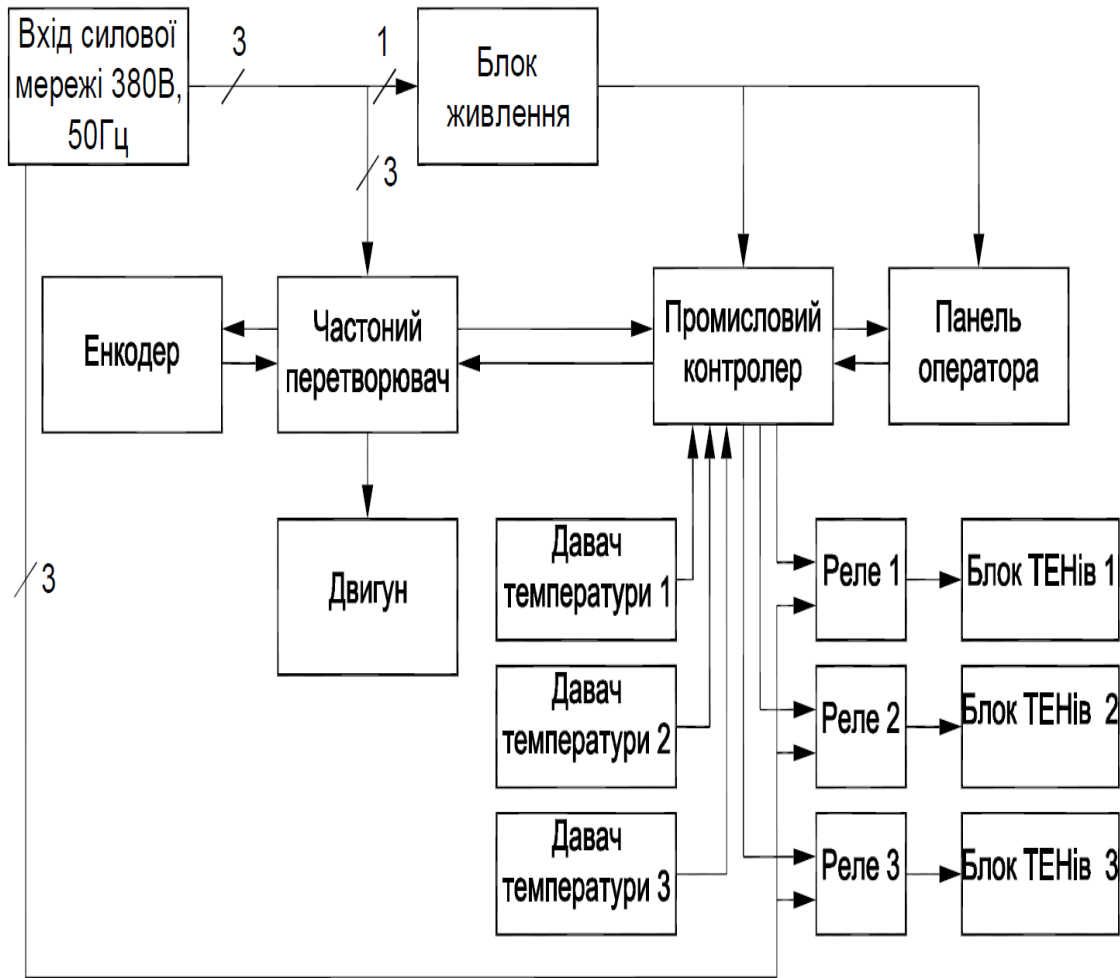 Вхід силової
мережі 380В,
50Гц
3
1
Блок
живлення
3
Енкодер
Частоний
перетворювач
Промисловий
контролер
Панель
оператора
Двигун
3
Давач
температури 1
Реле 1
Блок ТЕНів 1
Давач
температури 2
Реле 2
Блок ТЕНів 2
Давач
температури 3
Реле 3
Блок ТЕНів 3